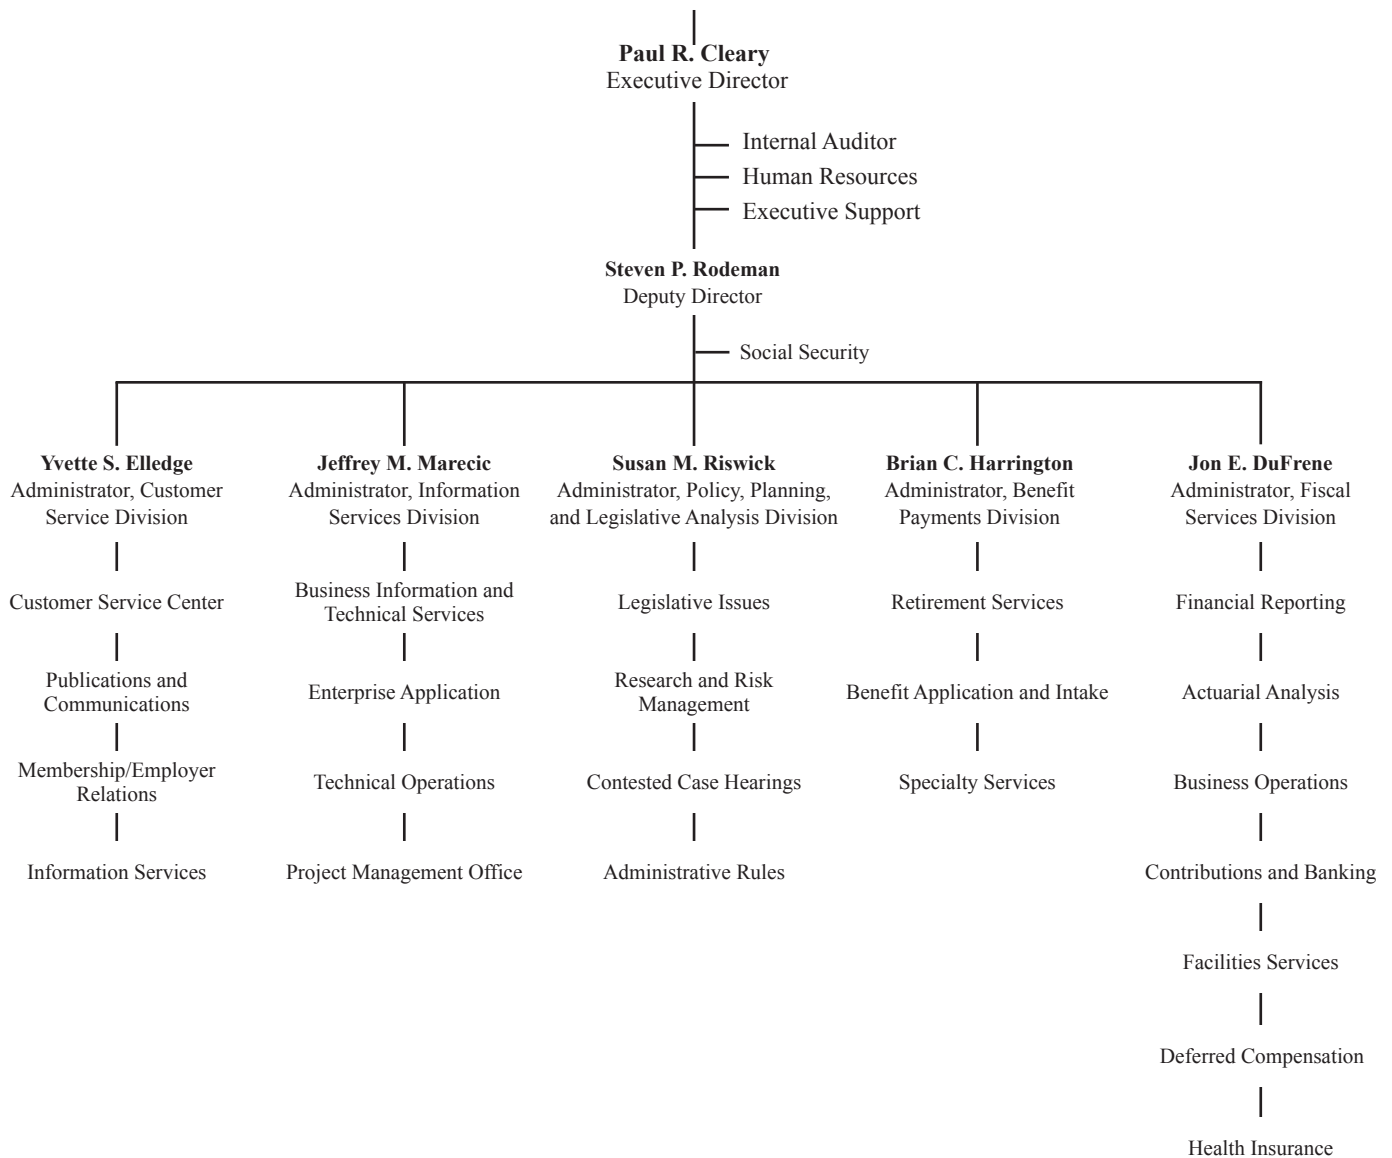 Paul R. Cleary
Executive Director
Internal Auditor
Human Resources
Executive Support
Steven P. Rodeman
Deputy Director
Social Security
Yvette S. Elledge
Administrator, Customer
Service Division
Customer Service Center
Publications and
Communications
Membership/Employer
Relations
Information Services
Jeffrey M. Marecic
Administrator, Information
Services Division
Business Information and
Technical Services
Enterprise Application
Technical Operations
Project Management Office
Susan M. Riswick
Administrator, Policy, Planning,
and Legislative Analysis Division
Legislative Issues
Research and Risk
Management
Contested Case Hearings
Administrative Rules
Brian C. Harrington
Administrator, Benefit
Payments Division
Retirement Services
Benefit Application and Intake
Specialty Services
Jon E. DuFrene
Administrator, Fiscal
Services Division
Financial Reporting
Actuarial Analysis
Business Operations
Contributions and Banking
Facilities Services
Deferred Compensation
Health Insurance